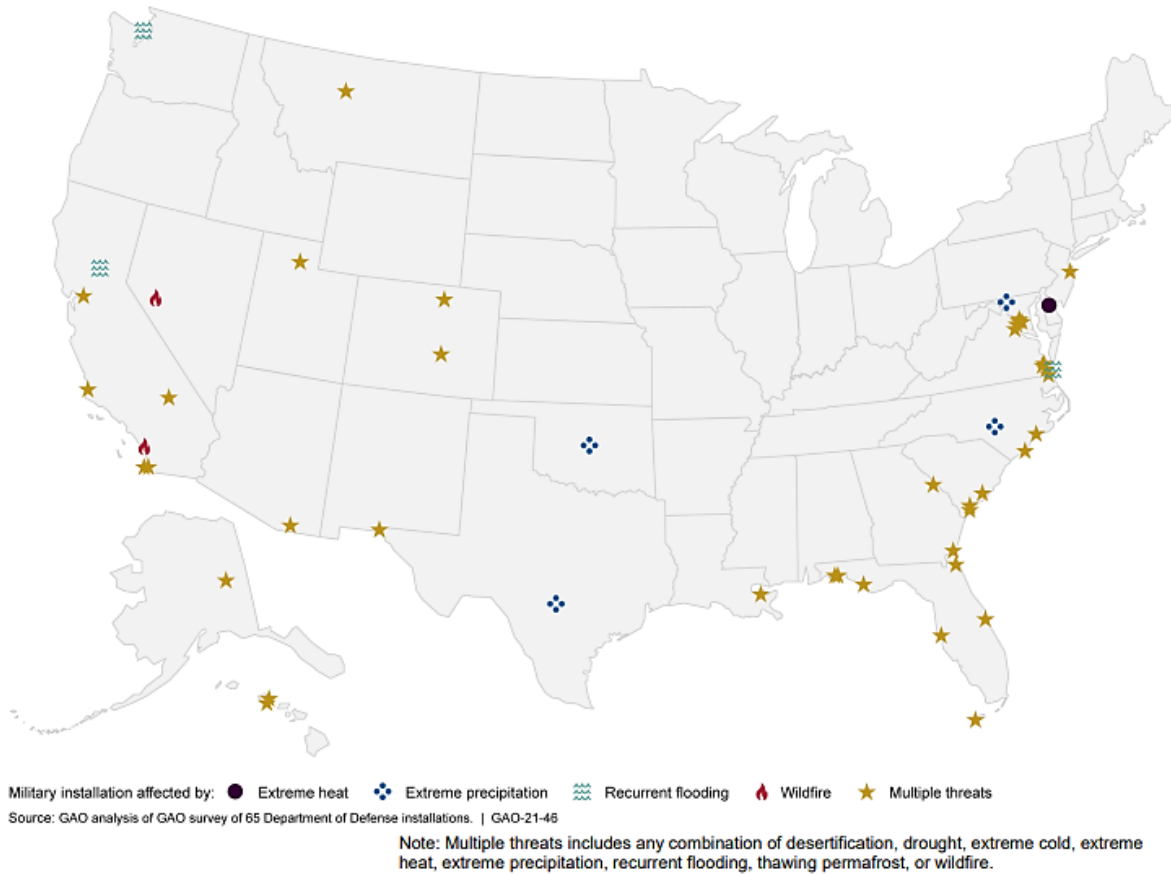 Military installation affected by: Extreme heat Extreme precipitation Recurrent flooding Wildfire Multiple threats
Source: GAO analysis of GAO survey of 65 Department of Defense installations. | GAO-21-46
Note: Multiple threats includes any combination of desertification, drought, extreme cold, extreme
heat, extreme precipitation, recurrent flooding, thawing permafrost, or wildfire.